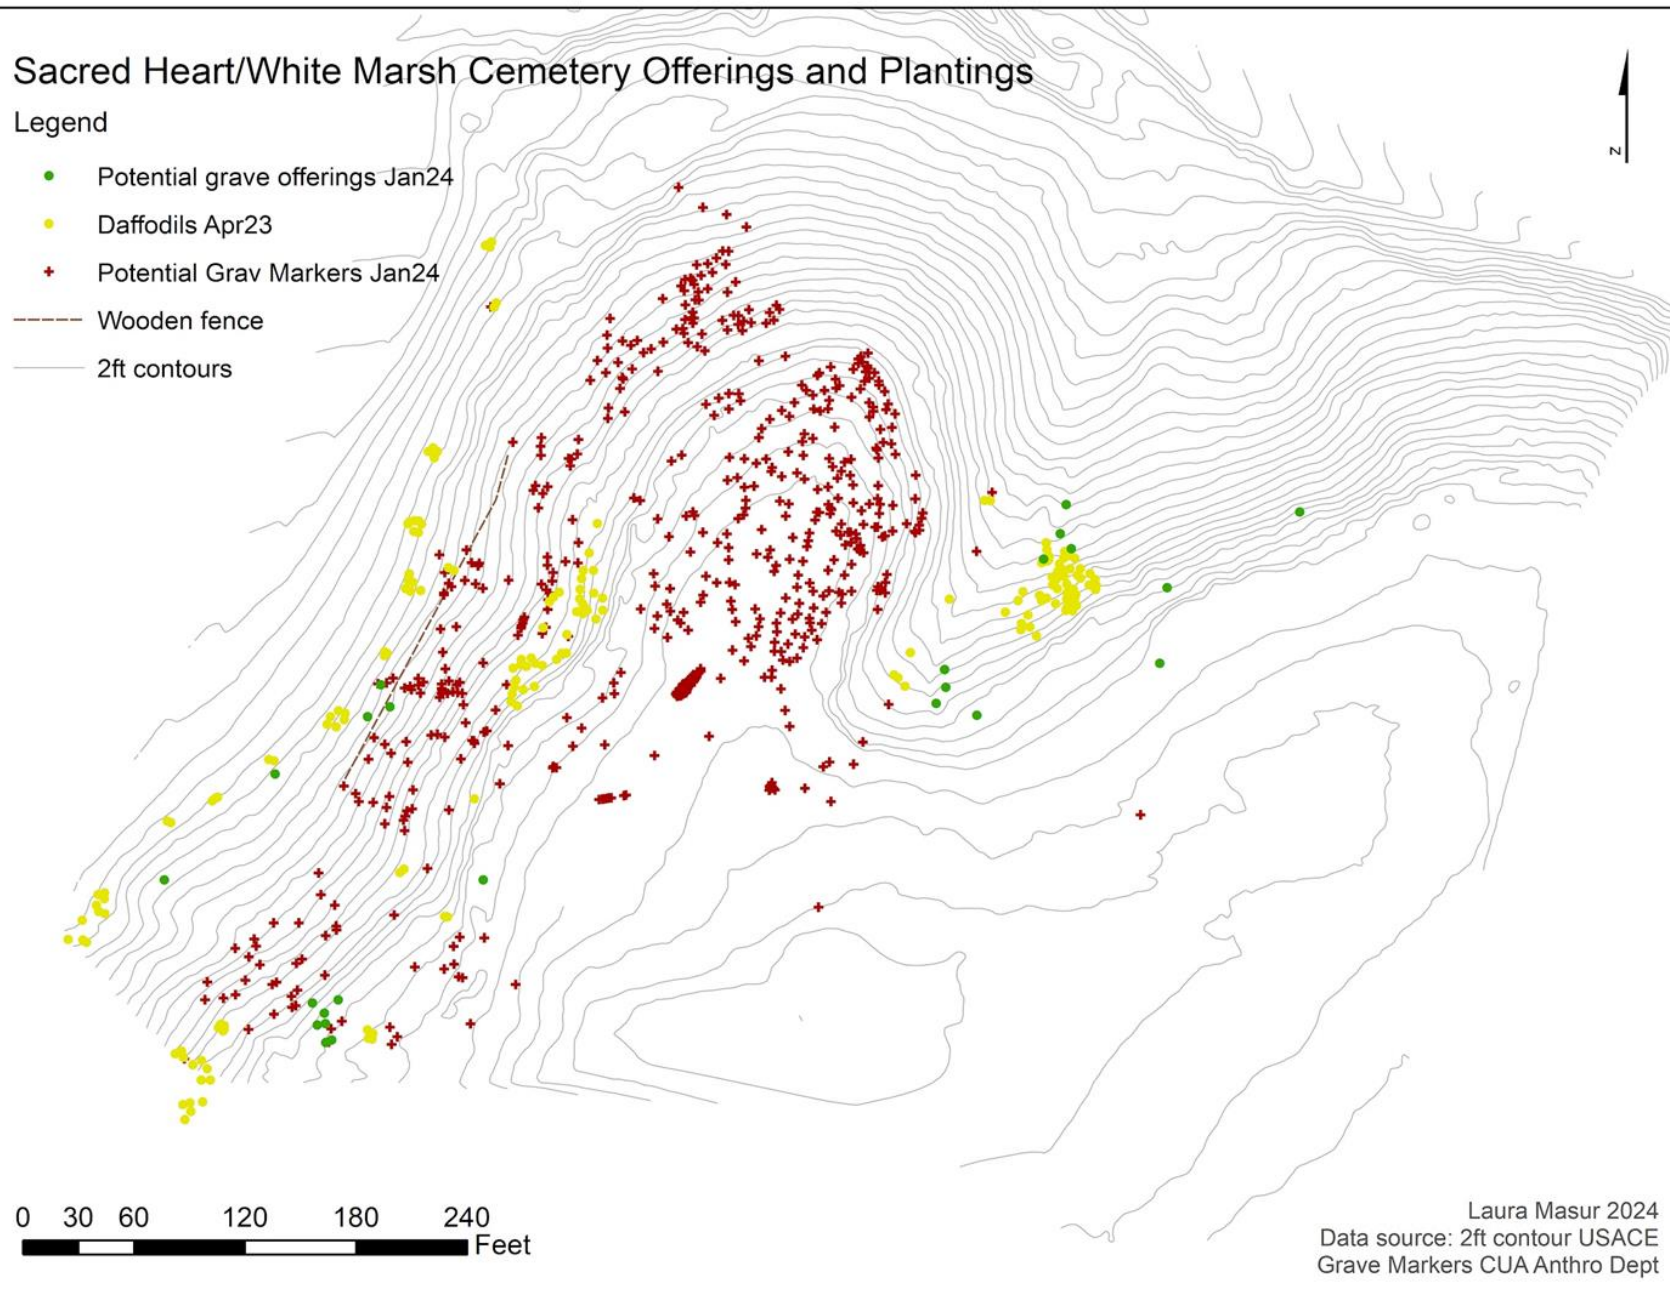 Sacred Heart/White Marsh Cemetery Offerings and Plantings
Legend
Potential grave offerings Jan24
Daffodils Apr23
Potential Grav Markers Jan24
Wooden fence
2ft contours
N
0 30 60 120 180 240
Feet
Laura Masur 2024
Data source: 2ft contour USACE
Grave Markers CUA Anthro Dept